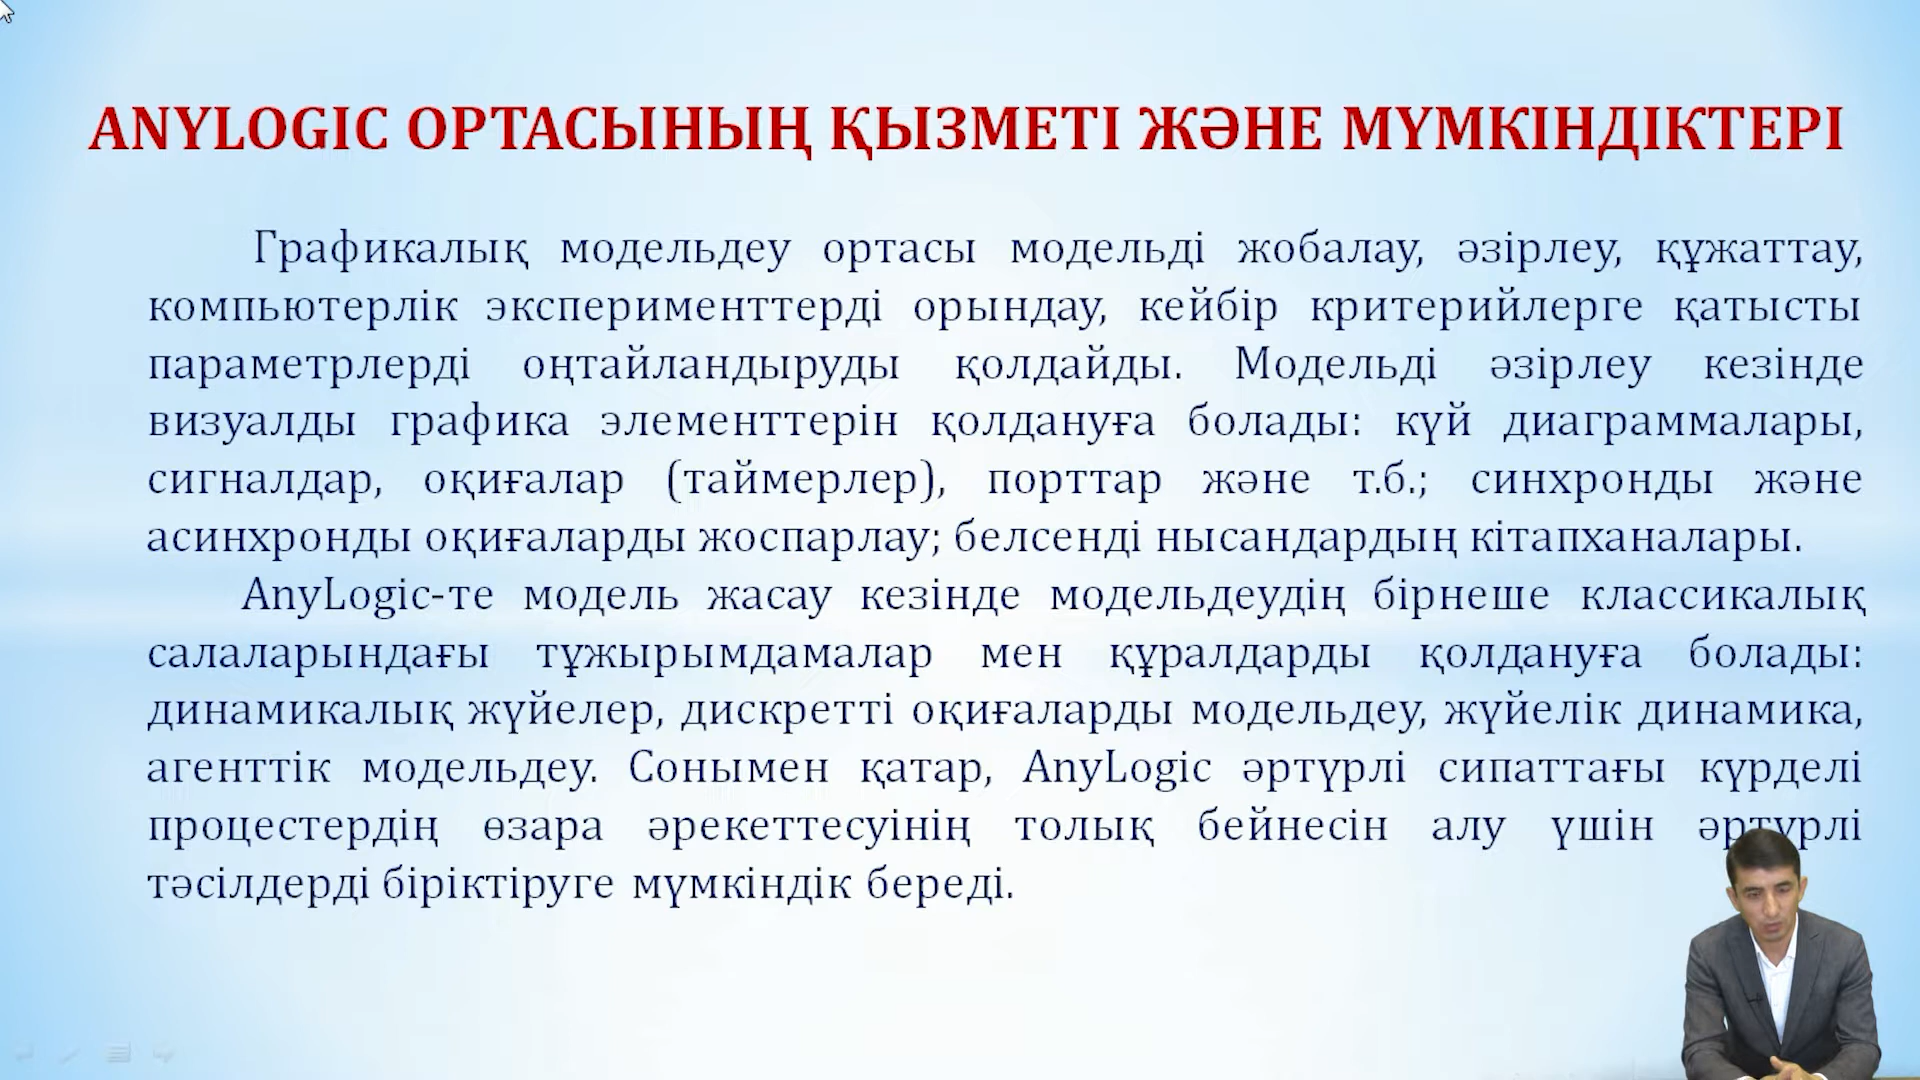 ANYLOGIC ОРТАСЫНЫҢ ҚЫЗМЕТІ ЖӘНЕ МҮМКІНДІКТЕРІ
Графикалық модельдеу ортасы модельді жобалау, әзірлеу, құжаттау,
компьютерлік эксперименттерді орындау, кейбір критерийлерге қатысты
параметрлерді оңтайландыруды қолдайды. Модельді әзірлеу кезінде
визуалды графика элементтерін қолдануға болады: күй диаграммалары,
сигналдар, оқиғалар (таймерлер), порттар және т.б.; синхронды және
асинхронды оқиғаларды жоспарлау; белсенді нысандардың кітапханалары.
AnyLogic-те модель жасау кезінде модельдеудің бірнеше классикалық
салаларындағы тұжырымдамалар мен құралдарды қолдануға болады:
динамикалық жүйелер, дискретті оқиғаларды модельдеу, жүйелік динамика,
агенттік модельдеу. Сонымен қатар, AnyLogic әртүрлі сипаттағы күрделі
процестердің өзара әрекеттесуінің толық бейнесін алу үшін әртүрлі
тәсілдерді біріктіруге мүмкіндік береді.